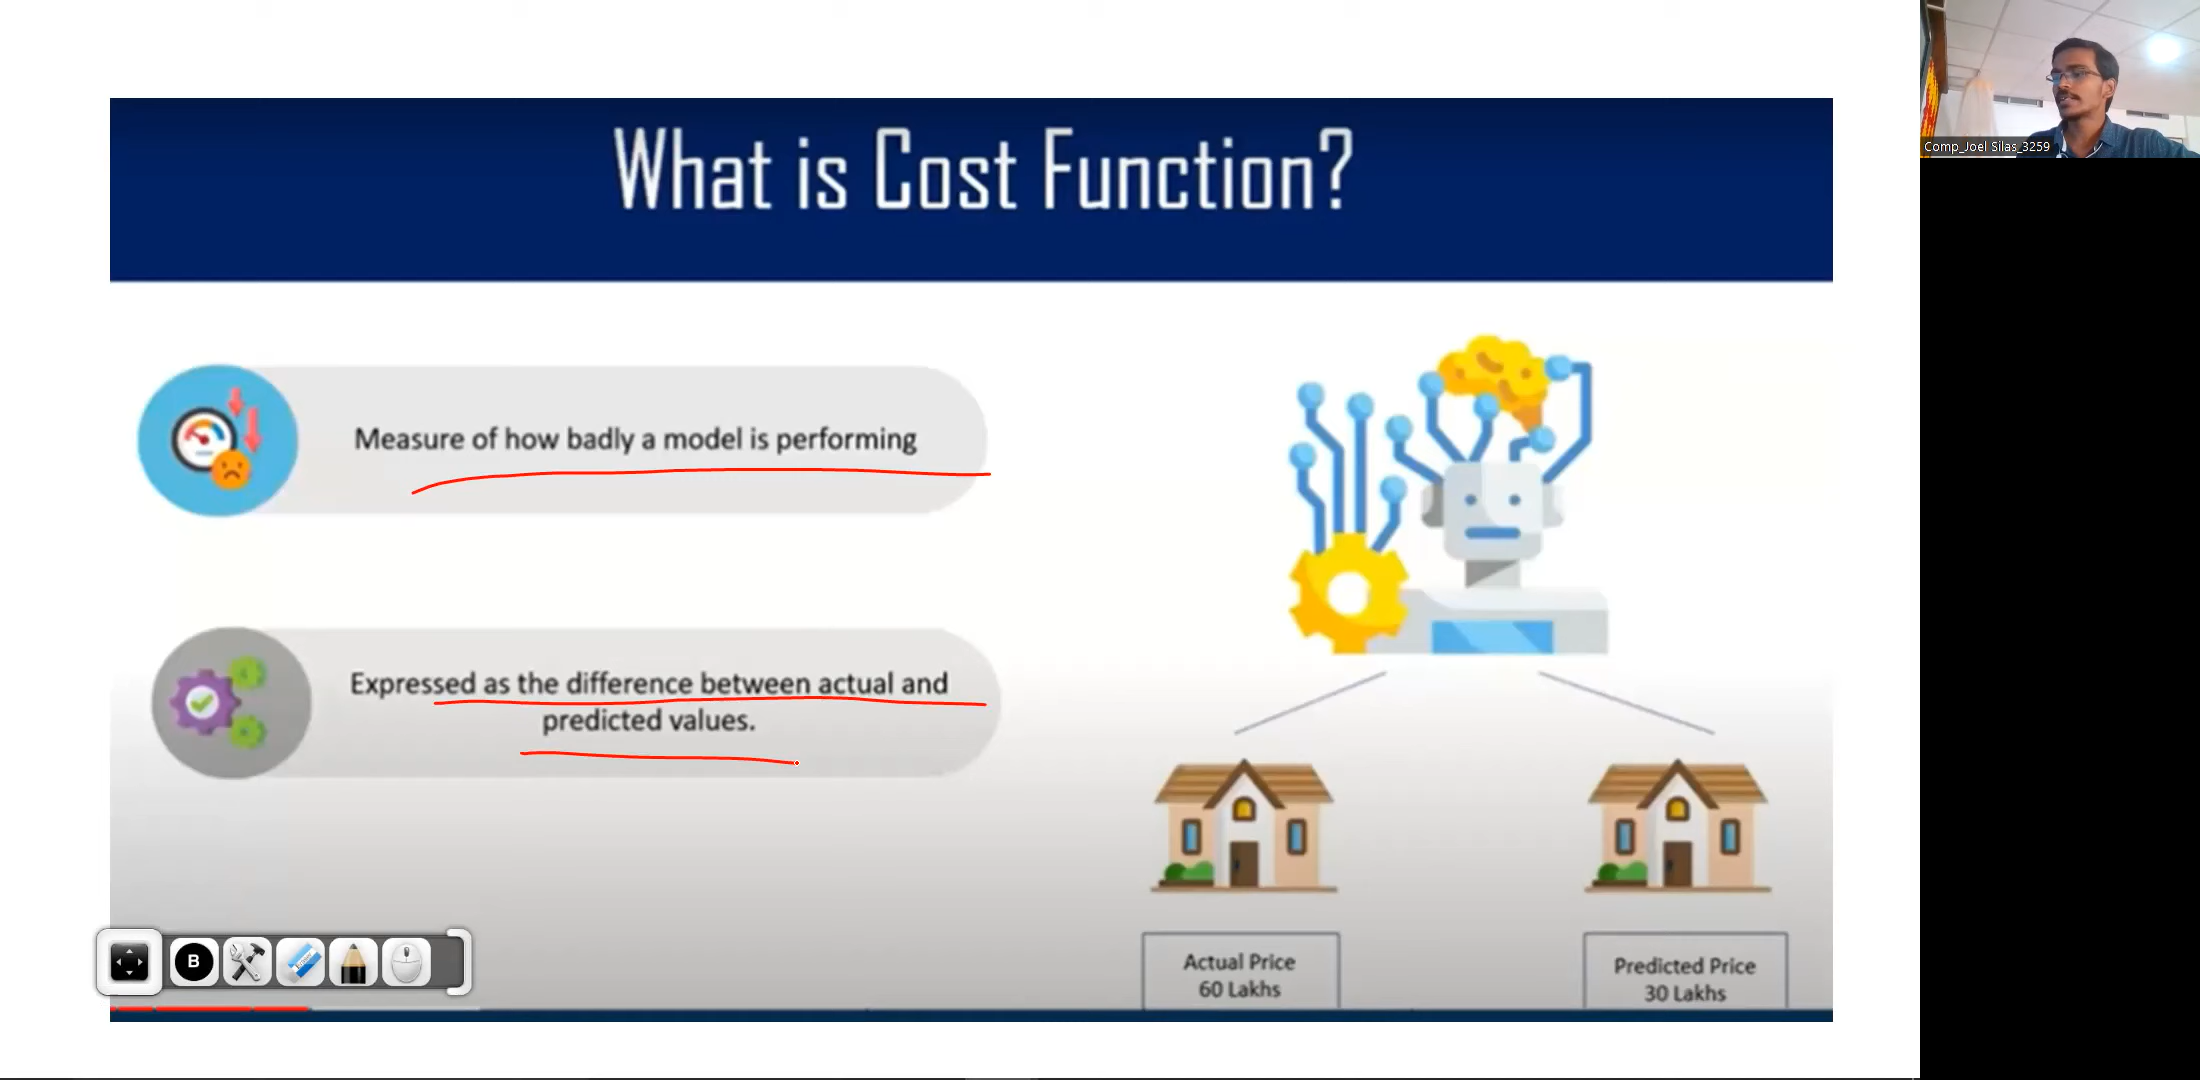 What is Cost Function?
Comp_Joel Silas_3259
Measure of how badly a model is performing
Expressed as the difference between actual and
predicted values.
B
Actual Price
60 Lakhs
Predicted Price
30 Lakhs